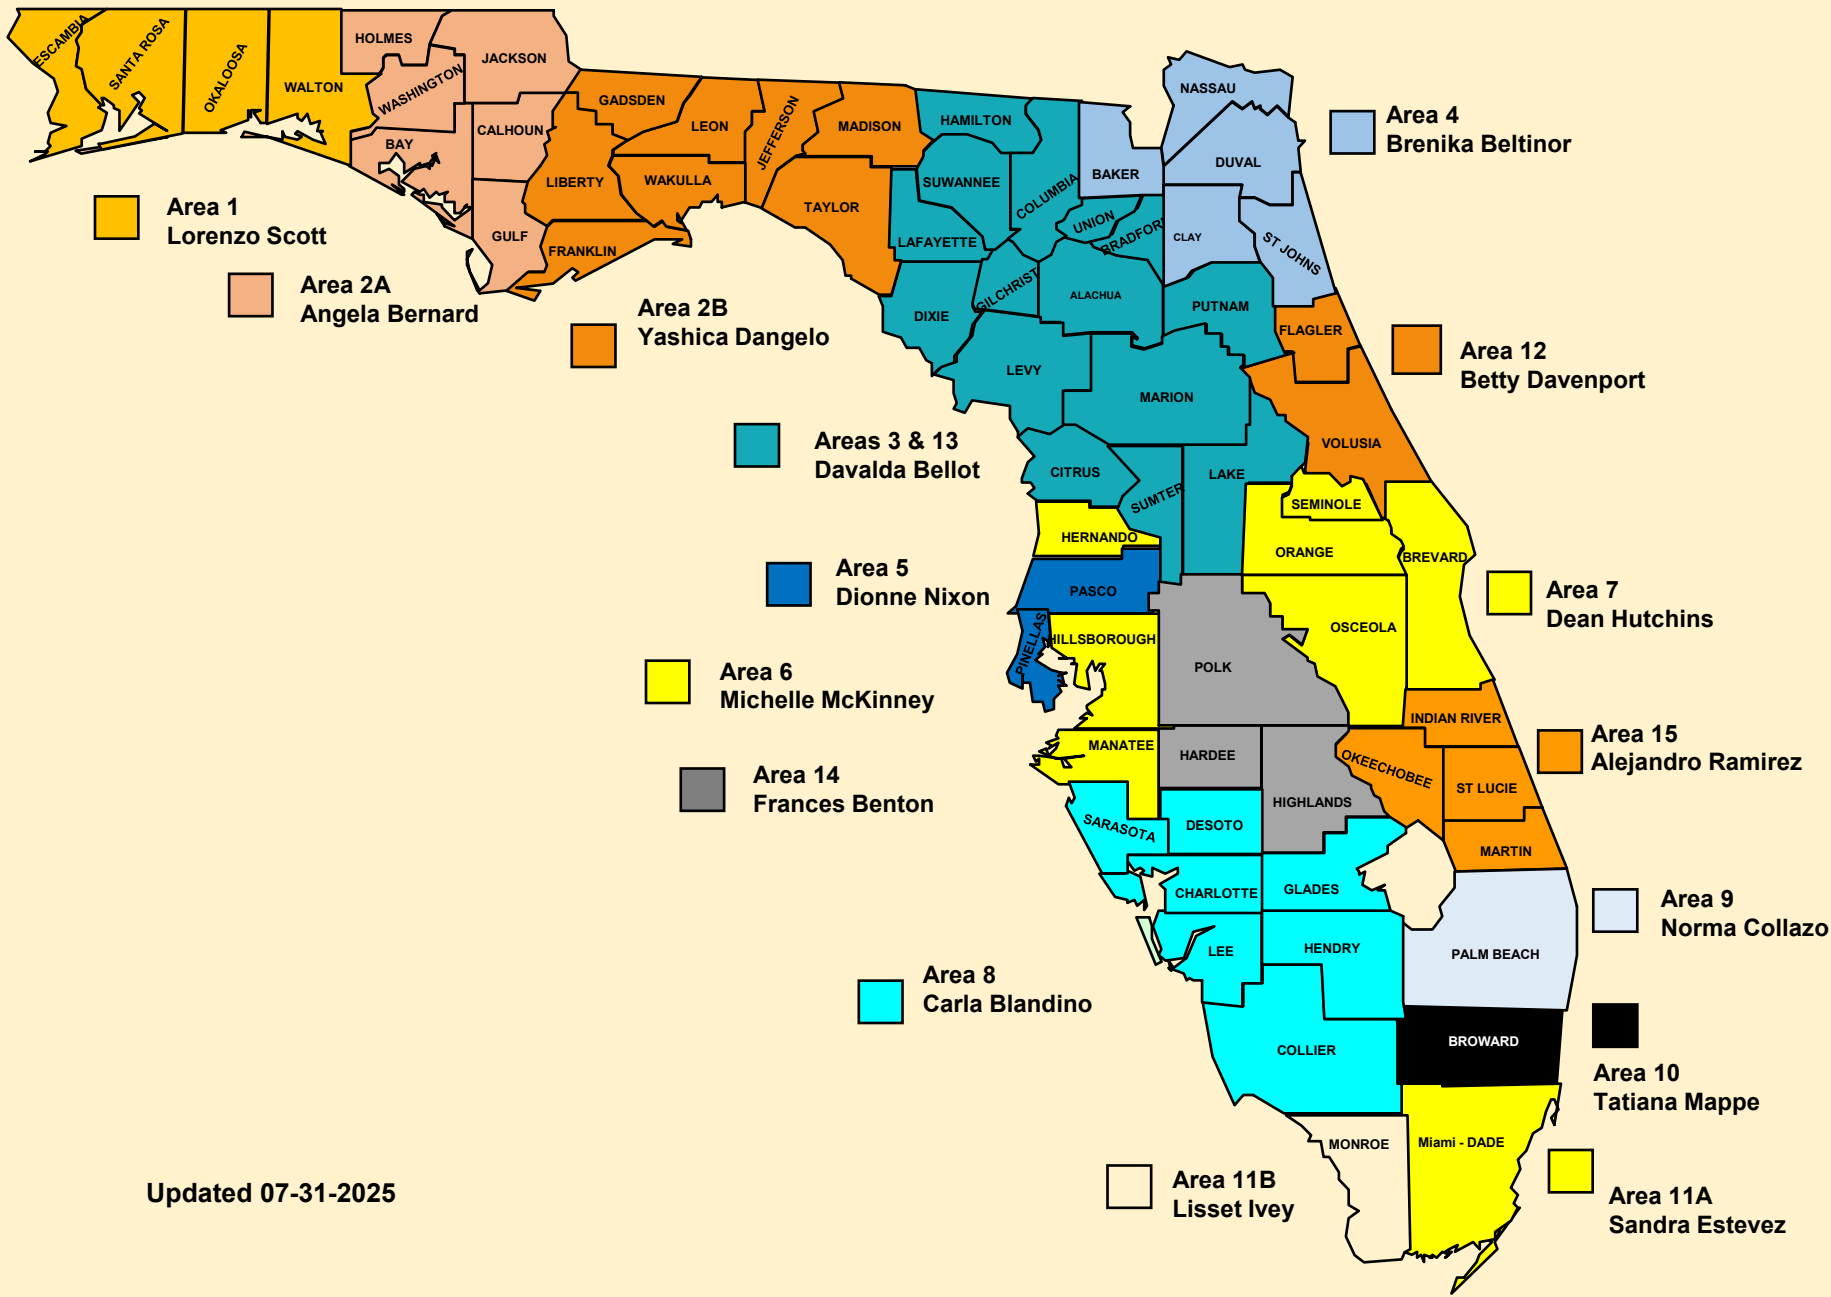 ESCAMBIA
SANTA ROSA
OKALOOSA
WALTON
HOLMES
JACKSON
WASHINGTON
BAY
CALHOUN
GULF
GADSDEN
LEON
JEFFERSON
MADISON
LIBERTY
WAKULLA
FRANKLIN
TAYLOR
HAMILTON
SUWANNEE
COLUMBIA
LAFAYETTE
BAKER
NASSAU
DUVAL
UNION
BRADFOR
CLAY
ST JOHNS
GILCHRIST
ALACHUA
PUTNAM
DIXIE
FLAGLER
LEVY
MARION
VOLUSIA
CITRUS
SUMTER
LAKE
SEMINOLE
HERNANDO
ORANGE
BREVARD
PASCO
PINELLAS
HILLSBOROUGH
POLK
OSCEOLA
INDIAN RIVER
MANATEE
HARDEE
OKEECHOBEE
ST LUCIE
HIGHLANDS
SARASOTA
DESOTO
MARTIN
CHARLOTTE
GLADES
LEE
HENDRY
PALM BEACH
COLLIER
BROWARD
MONROE
Miami - DADE
Area 1
Lorenzo Scott
Area 2A
Angela Bernard
Area 2B
Yashica Dangelo
Area 4
Brenika Beltinor
Area 12
Betty Davenport
Areas 3 & 13
Davalda Bellot
Area 5
Dionne Nixon
Area 7
Dean Hutchins
Area 6
Michelle McKinney
Area 15
Alejandro Ramirez
Area 14
Frances Benton
Area 9
Norma Collazo
Area 8
Carla Blandino
Area 10
Tatiana Mappe
Area 11B
Lisset Ivey
Area 11A
Sandra Estevez
Updated 07-31-2025